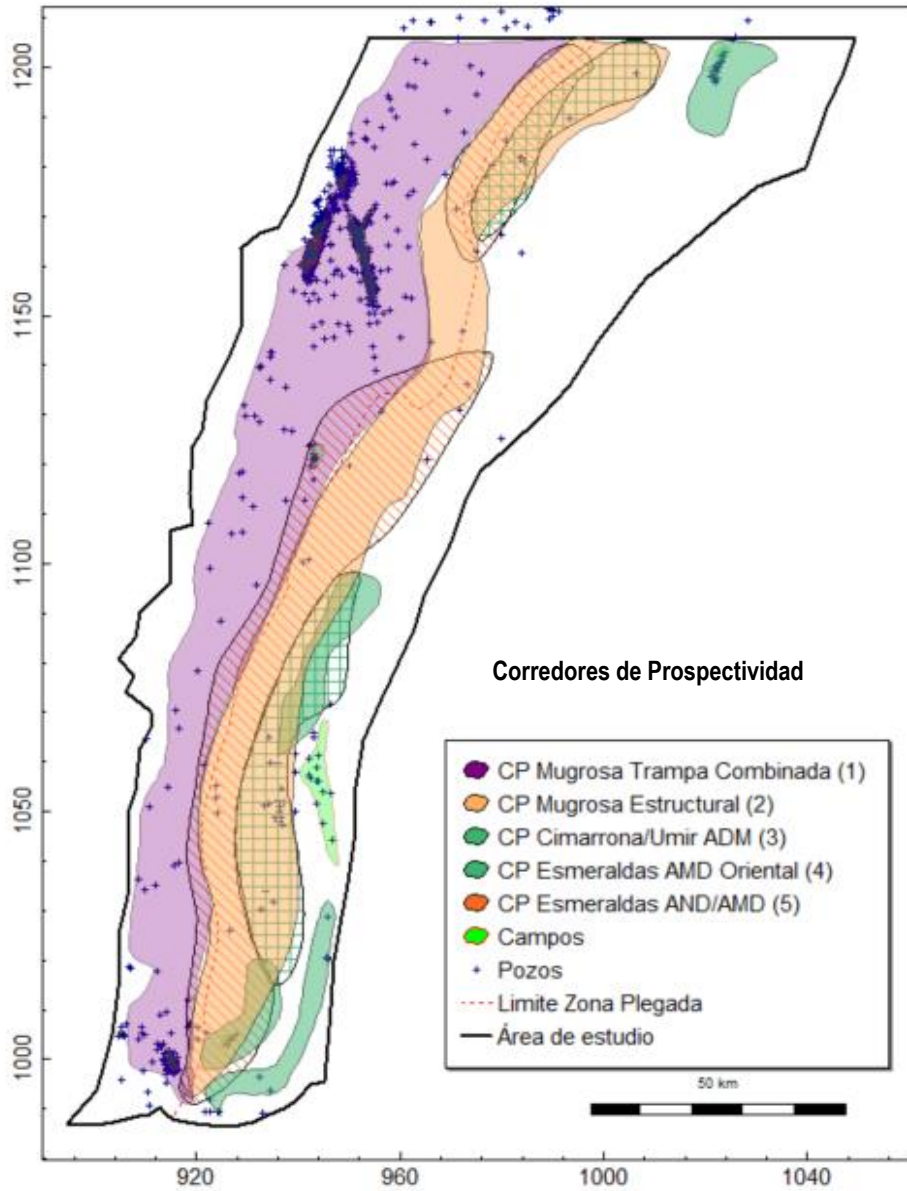 1200
1150
1100
1050
1000
920
960
1000
1040
Corredores de Prospectividad
CP Mugrosa Trampa Combinada (1)
CP Mugrosa Estructural (2)
CP Cimarrona/Umir ADM (3)
CP Esmeraldas AMD Oriental (4)
CP Esmeraldas AND/AMD (5)
Campos
Pozos
Limite Zona Plegada
Área de estudio
50 km